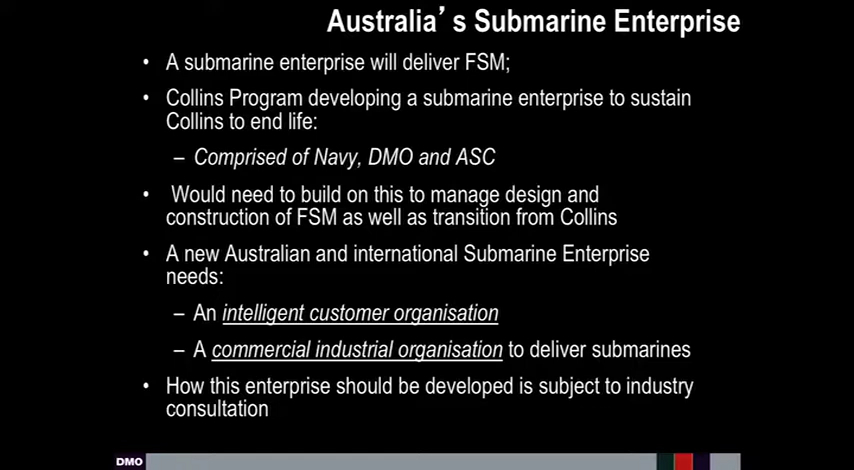 Australia's Submarine Enterprise
• A submarine enterprise will deliver FSM;
• Collins Program developing a submarine enterprise to sustain
Collins to end life:
– Comprised of Navy, DMO and ASC
• Would need to build on this to manage design and
construction of FSM as well as transition from Collins
• A new Australian and international Submarine Enterprise
needs:
– An intelligent customer organisation
– A commercial industrial organisation to deliver submarines
• How this enterprise should be developed is subject to industry
consultation
DMO